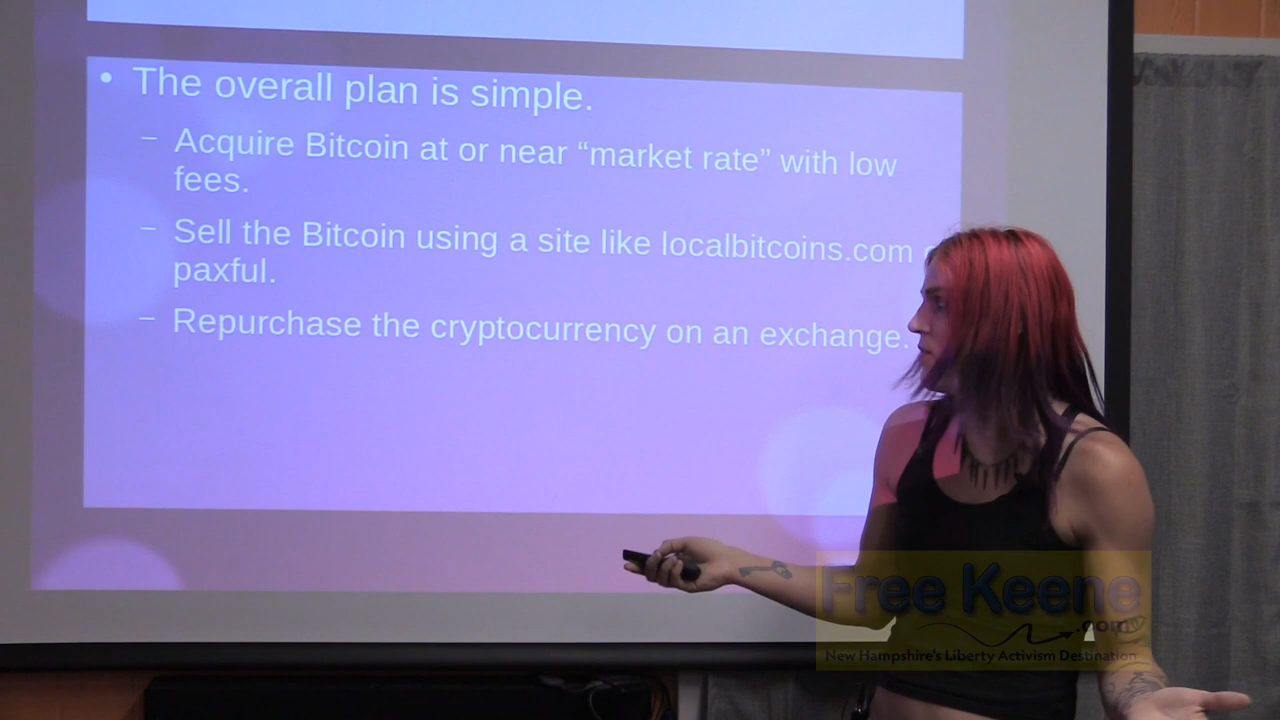 • The overall plan is simple.
– Acquire Bitcoin at or near “market rate” with low
fees.
– Sell the Bitcoin using a site like localbitcoins.com
paxful.
– Repurchase the cryptocurrency on an exchange.
Free Keene
.com
New Hampshire's Liberty Activism Destination